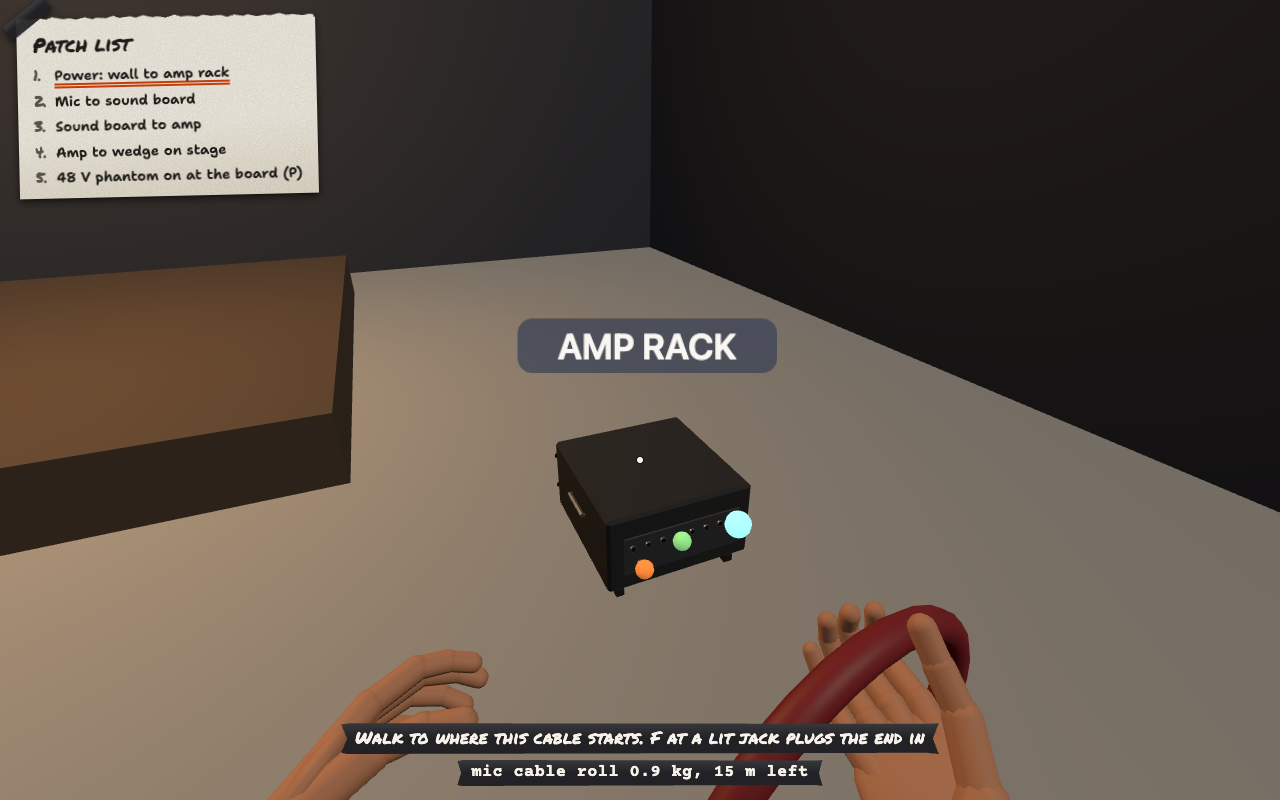 Patch list
1. Power: wall to amp rack
2. Mic to sound board
3. Sound board to amp
4. Amp to wedge on stage
5. 48 V phantom on at the board (P)
AMP RACK
Walk to where this cable starts. F at a lit jack plugs the end in
mic cable roll 0.9 kg, 15 m left